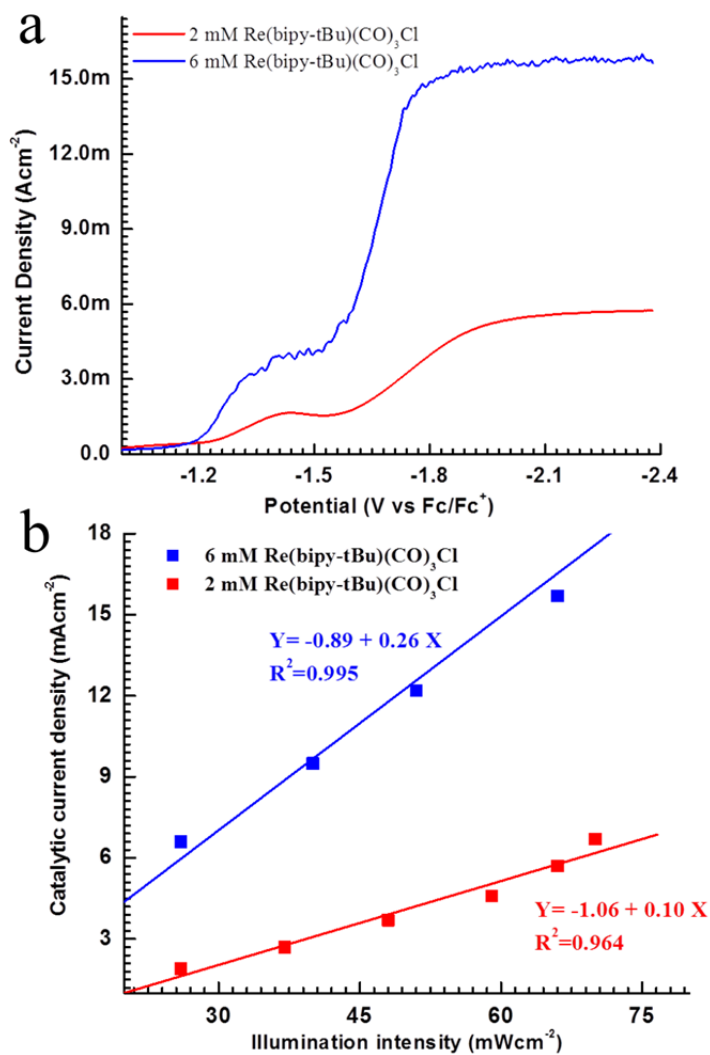 a
2 mM Re(bipy-tBu)(CO)₃Cl
6 mM Re(bipy-tBu)(CO)₃Cl
Current Density (Acm⁻²)
15.0m
12.0m
9.0m
6.0m
3.0m
0.0
-1.2 -1.5 -1.8 -2.1 -2.4
Potential (V vs Fc/Fc⁺)
b
6 mM Re(bipy-tBu)(CO)₃Cl
2 mM Re(bipy-tBu)(CO)₃Cl
Catalytic current density (mAcm⁻²)
18
15
12
9
6
3
Y= -0.89 + 0.26 X
R²=0.995
Y= -1.06 + 0.10 X
R²=0.964
30 45 60 75
Illumination intensity (mWcm⁻²)